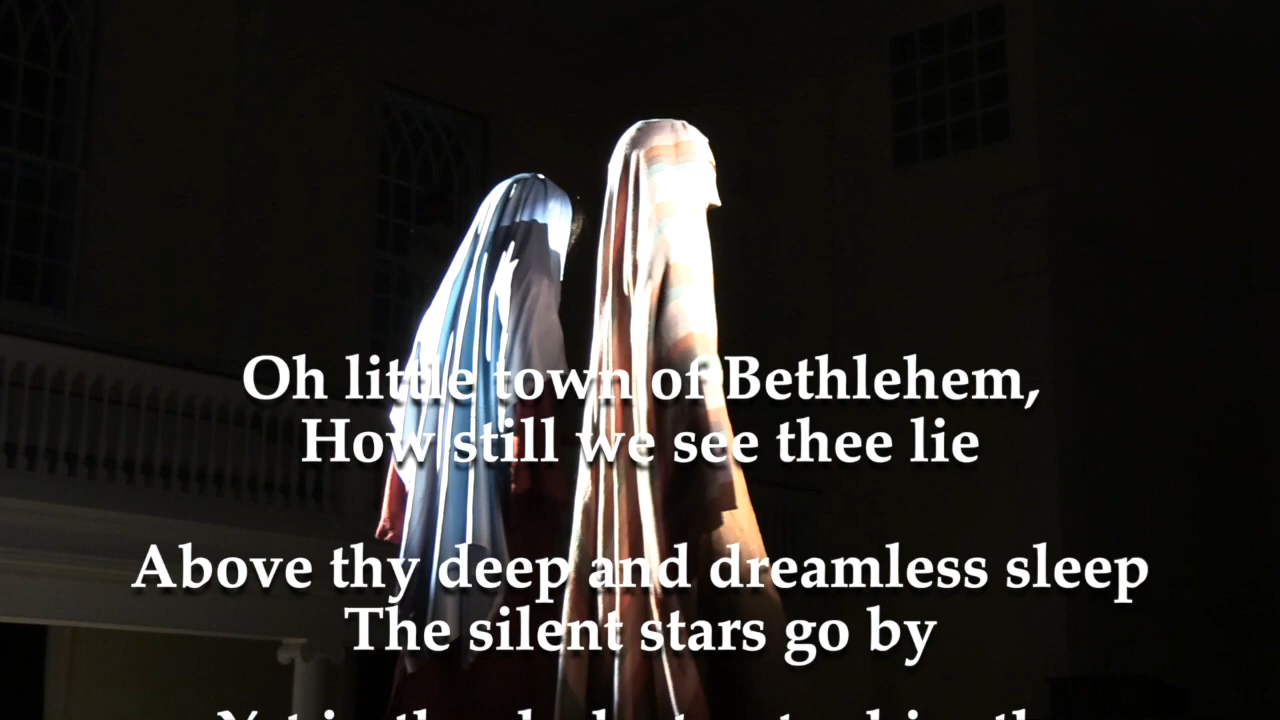 Oh little town of Bethlehem,
How still we see thee lie
Above thy deep and dreamless sleep
The silent stars go by